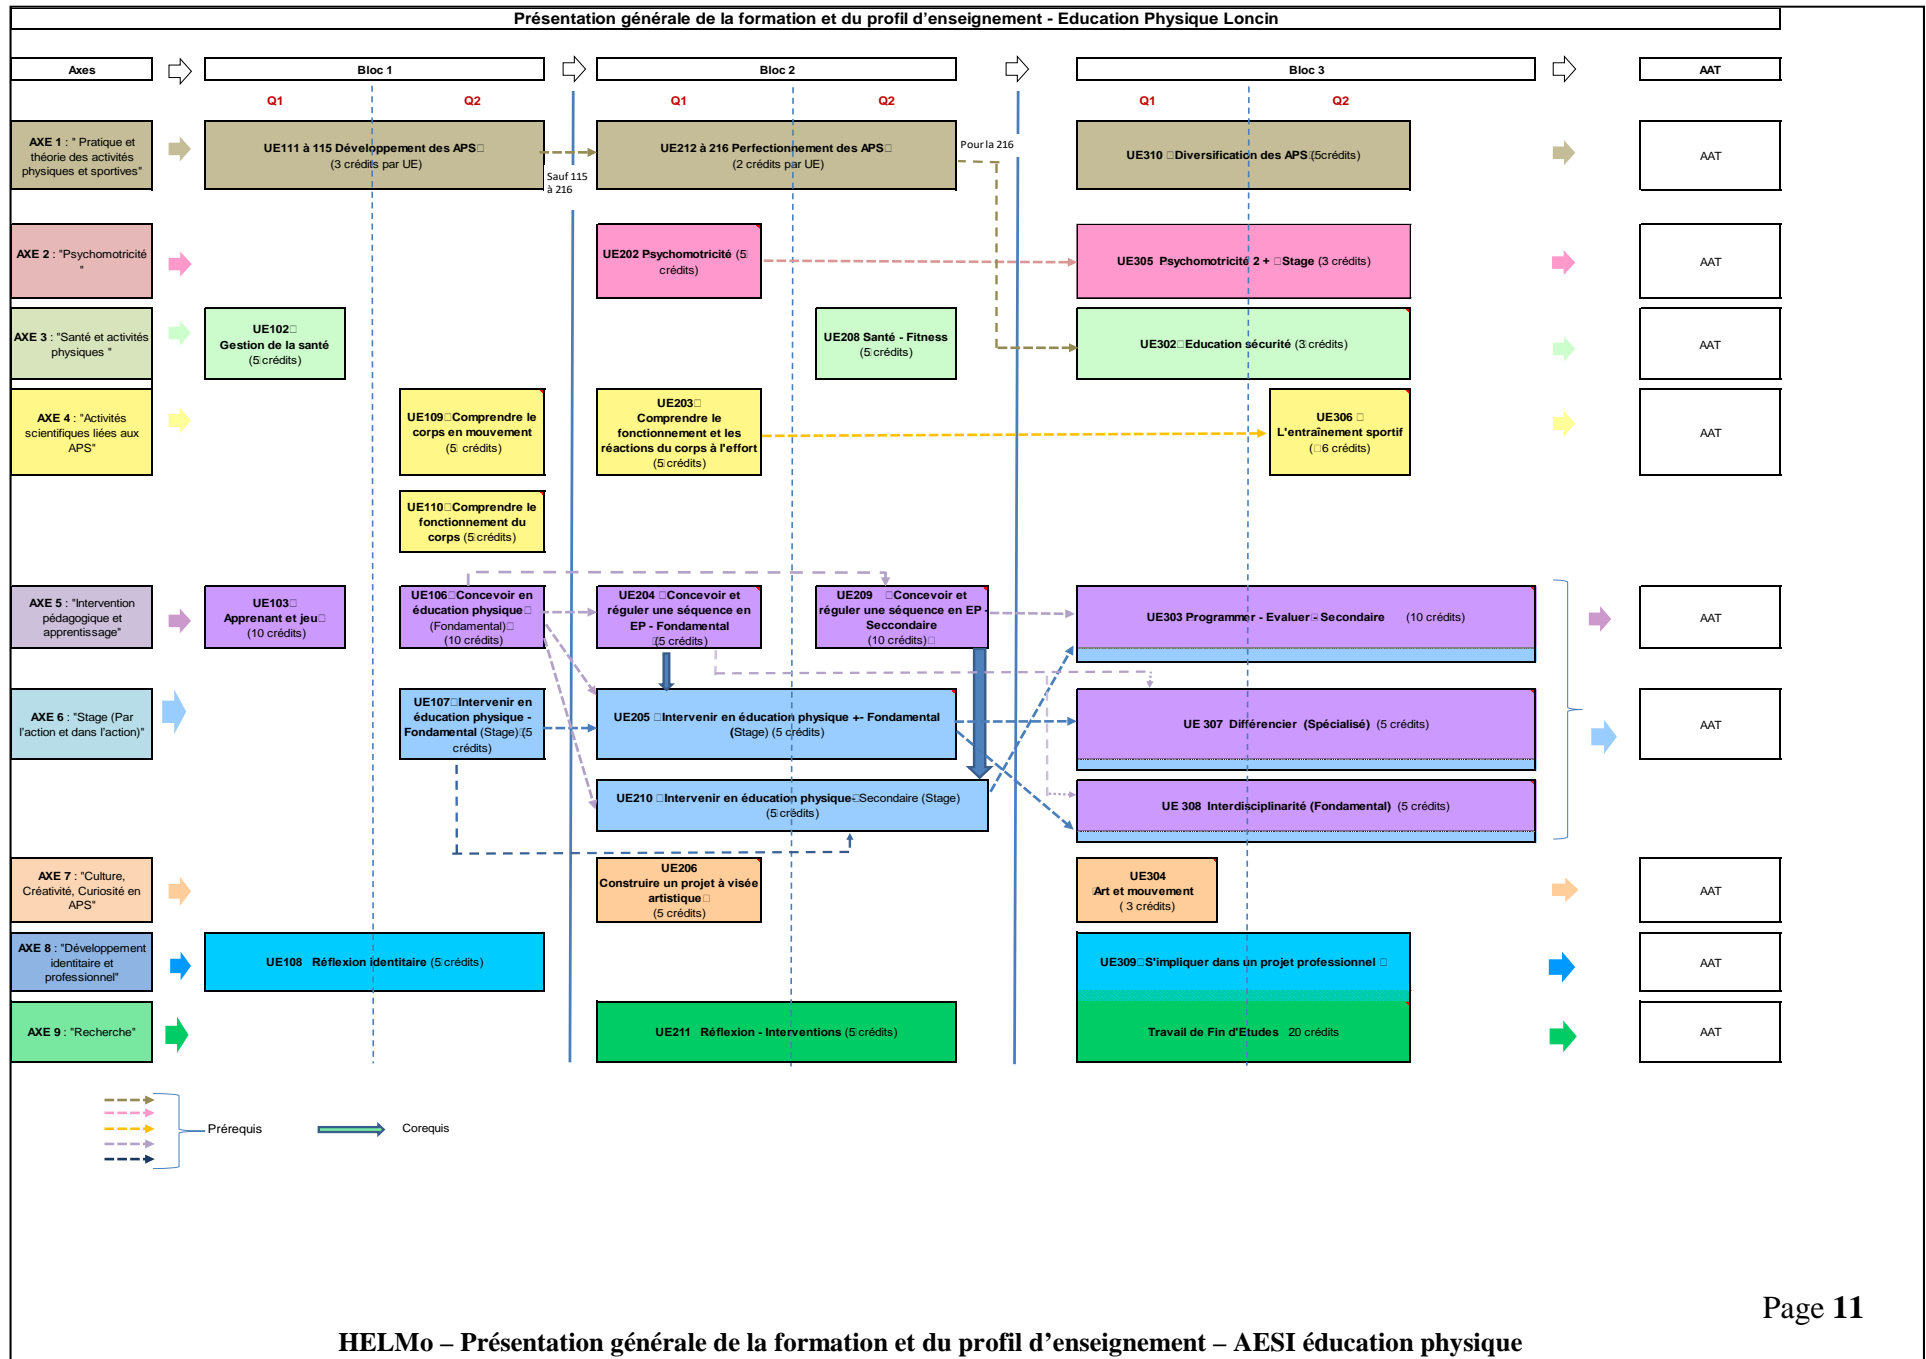 Présentation générale de la formation et du profil d'enseignement - Education Physique Loncin
Axes
Bloc 1
Bloc 2
Bloc 3
AAT
Q1
Q2
Q1
Q2
Q1
Q2
AXE 1 : " Pratique et
théorie des activités
physiques et sportives"
UE111 à 115 Développement des APS
(3 crédits par UE)
Sauf 115
à 216
UE212 à 216 Perfectionnement des APS
(2 crédits par UE)
Pour la 216
UE310 Diversification des APS (5crédits)
AAT
AXE 2 : "Psychomotricité
"
UE202 Psychomotricité (5
crédits)
UE305 Psychomotricité 2 + Stage (3 crédits)
AAT
AXE 3 : "Santé et activités
physiques "
UE102
Gestion de la santé
(5 crédits)
UE208 Santé - Fitness
(5 crédits)
UE302 Education sécurité (3 crédits)
AAT
AXE 4 : "Activités
scientifiques liées aux
APS"
UE109 Comprendre le
corps en mouvement
(5 crédits)
UE203
Comprendre le
fonctionnement et les
réactions du corps à l'effort
(5 crédits)
UE306
L'entraînement sportif
( 6 crédits)
AAT
UE110 Comprendre le
fonctionnement du
corps (5 crédits)
AXE 5 : "Intervention
pédagogique et
apprentissage"
UE103
Apprenant et jeu
(10 crédits)
UE106 Concevoir en
éducation physique
(Fondamental)
(10 crédits)
UE204 Concevoir et
réguler une séquence en
EP - Fondamental
(5 crédits)
UE209 Concevoir et
réguler une séquence en EP -
Seccondaire
(10 crédits)
UE303 Programmer - Evaluer - Secondaire (10 crédits)
AAT
AXE 6 : "Stage (Par
l'action et dans l'action)"
UE107 Intervenir en
éducation physique -
Fondamental (Stage) (5
crédits)
UE205 Intervenir en éducation physique +- Fondamental
(Stage) (5 crédits)
UE 307 Différencier (Spécialisé) (5 crédits)
AAT
UE210 Intervenir en éducation physique- Secondaire (Stage)
(5 crédits)
UE 308 Interdisciplinarité (Fondamental) (5 crédits)
AXE 7 : "Culture,
Créativité, Curiosité en
APS"
UE206
Construire un projet à visée
artistique
(5 crédits)
UE304
Art et mouvement
( 3 crédits)
AAT
AXE 8 : "Développement
identitaire et
professionnel"
UE108 Réflexion identitaire (5 crédits)
UE309 S'impliquer dans un projet professionnel
AAT
AXE 9 : "Recherche"
UE211 Réflexion - Interventions (5 crédits)
Travail de Fin d'Etudes 20 crédits
AAT
Prérequis
Corequis
Page 11
HELMo – Présentation générale de la formation et du profil d'enseignement – AESI éducation physique